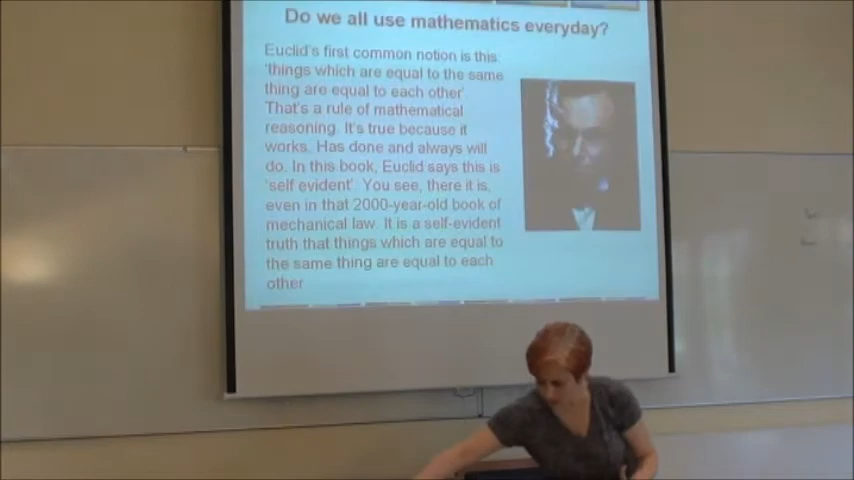 Do we all use mathematics everyday?
Euclid's first common notion is this:
'things which are equal to the same
thing are equal to each other'.
That's a rule of mathematical
reasoning. It's true because it
works. Has done and always will
do. In this book, Euclid says this is
'self evident'. You see, there it is,
even in that 2000-year-old book of
mechanical law. It is a self-evident
truth that things which are equal to
the same thing are equal to each
other